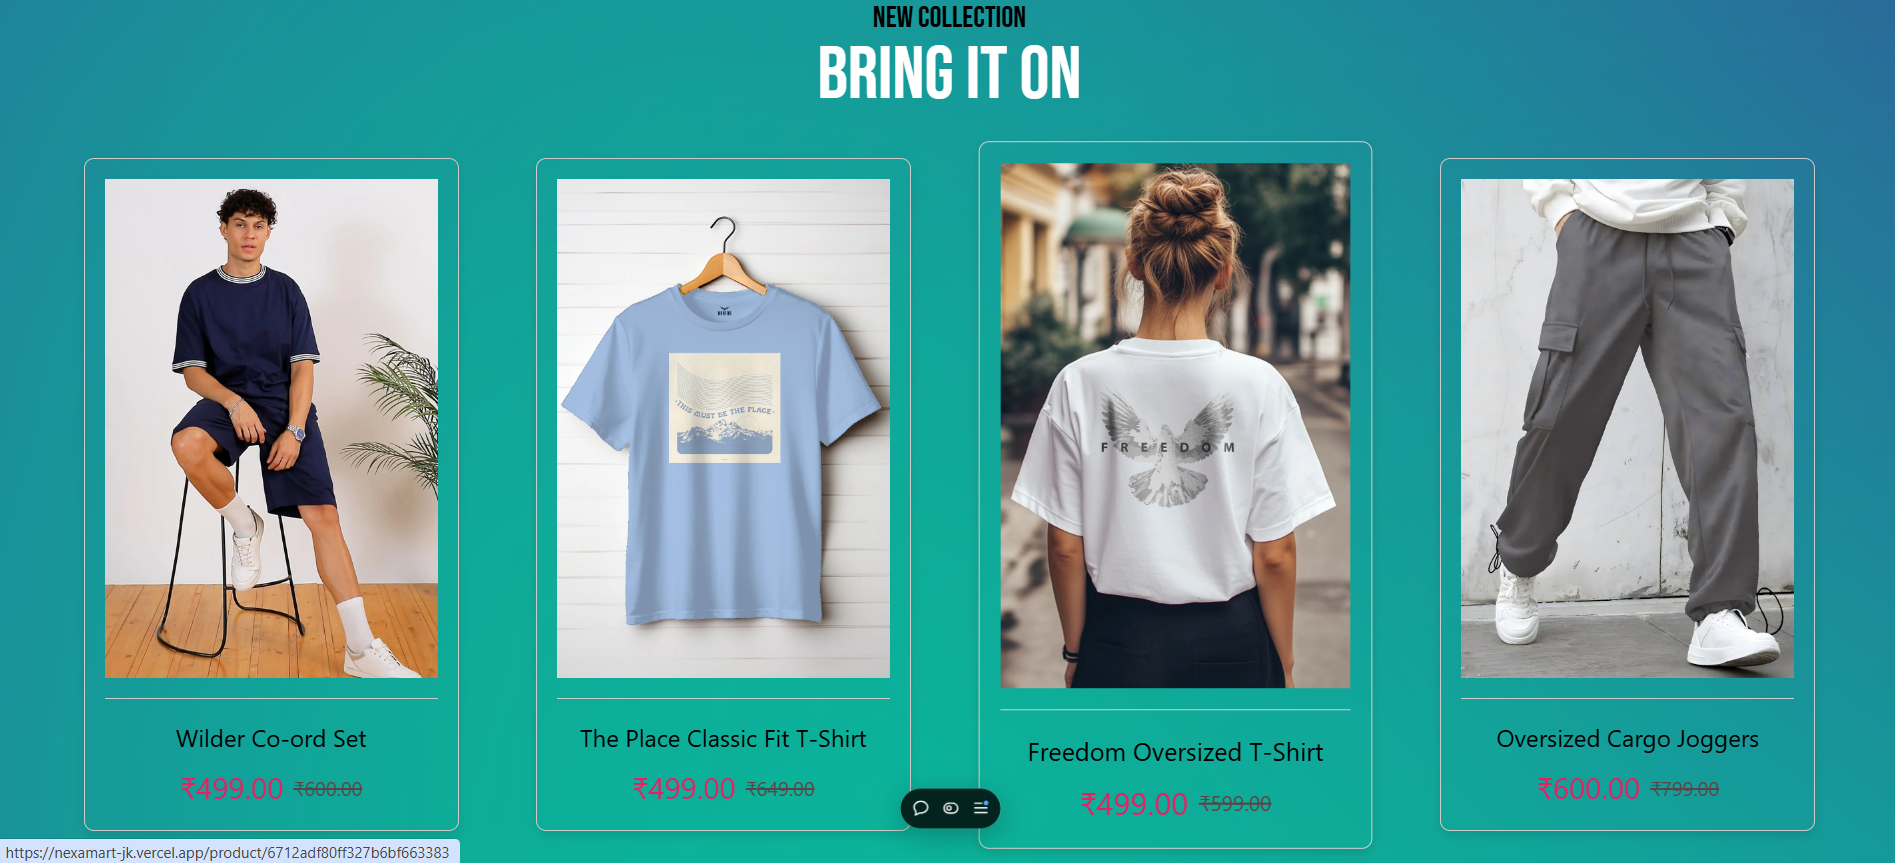 NEW COLLECTION
BRING IT ON
THIS MUST BE THE PLACE
FREEDOM
Wilder Co-ord Set
₹499.00 ₹600.00
The Place Classic Fit T-Shirt
₹499.00 ₹649.00
Freedom Oversized T-Shirt
₹499.00 ₹599.00
Oversized Cargo Joggers
₹600.00 ₹799.00
https://nexamart-jk.vercel.app/product/6712adf80ff327b6bf663383